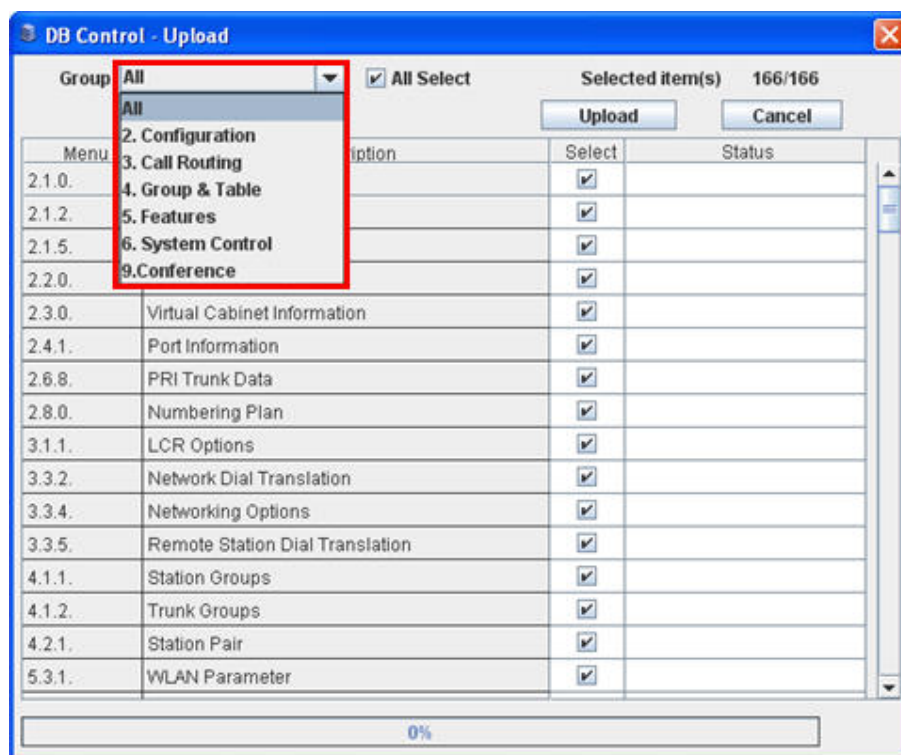 DB Control - Upload
Group All All Select Selected item(s) 166/166
All
Upload Cancel
2. Configuration
3. Call Routing
4. Group & Table
5. Features
6. System Control
9.Conference
Menu Select Status
2.1.0.
2.1.2.
2.1.5.
2.2.0.
2.3.0. Virtual Cabinet Information
2.4.1. Port Information
2.6.8. PRI Trunk Data
2.8.0. Numbering Plan
3.1.1. LCR Options
3.3.2. Network Dial Translation
3.3.4. Networking Options
3.3.5. Remote Station Dial Translation
4.1.1. Station Groups
4.1.2. Trunk Groups
4.2.1. Station Pair
5.3.1. WLAN Parameter
0%